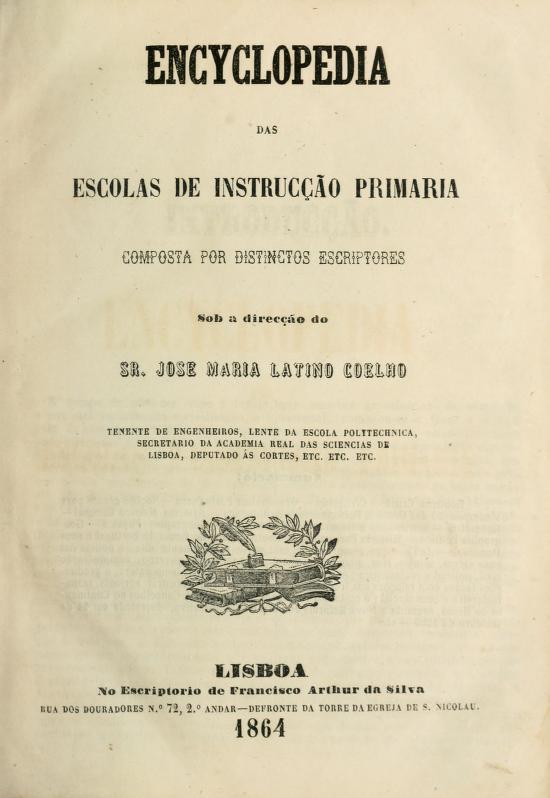 ENCYCLOPEDIA
DAS
ESCOLAS DE INSTRUCÇÃO PRIMARIA
COMPOSTA POR DISTINCTOS ESCRIPTORES
Sob a direcção do
SR. JOSE MARIA LATINO COELHO
TENENTE DE ENGENHEIROS, LENTE DA ESCOLA POLYTECHNICA,
SECRETARIO DA ACADEMIA REAL DAS SCIENCIAS DE
LISBOA, DEPUTADO ÁS CORTES, ETC. ETC. ETC.
LISBOA
No Escriptorio de Francisco Arthur da Silva
RUA DOS DOURADORES N.º 72, 2.º ANDAR—DEFRONTE DA TORRE DA EGREJA DE S. NICOLAU.
1864